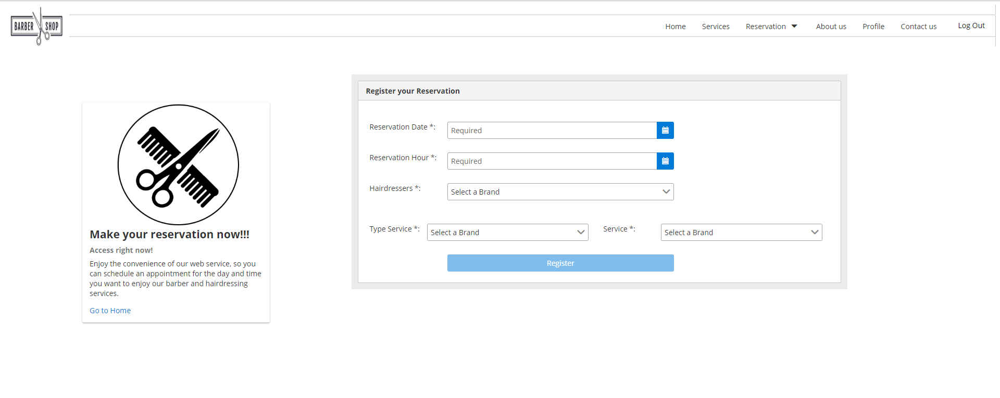 BARBER SHOP
Home Services Reservation About us Profile Contact us Log Out
Make your reservation now!!!
Access right now!
Enjoy the convenience of our web service, so you
can schedule an appointment for the day and time
you want to enjoy our barber and hairdressing
services.
Go to Home
Register your Reservation
Reservation Date *: Required
Reservation Hour *: Required
Hairdressers *: Select a Brand
Type Service *: Select a Brand Service *: Select a Brand
Register